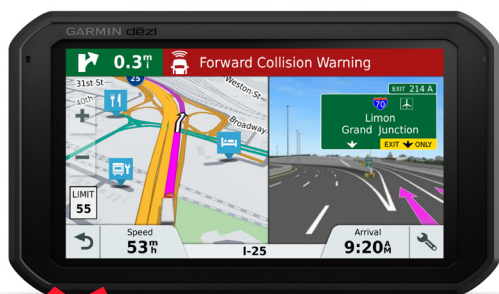 GARMIN dēzl
0.3 mi
Forward Collision Warning
31st St
25
Weston St
40th
Broadway
EXIT 214 A
70
Limon
Grand Junction
EXIT ONLY
LIMIT
55
Speed
53 mh
I-25
Arrival
9:20 AM